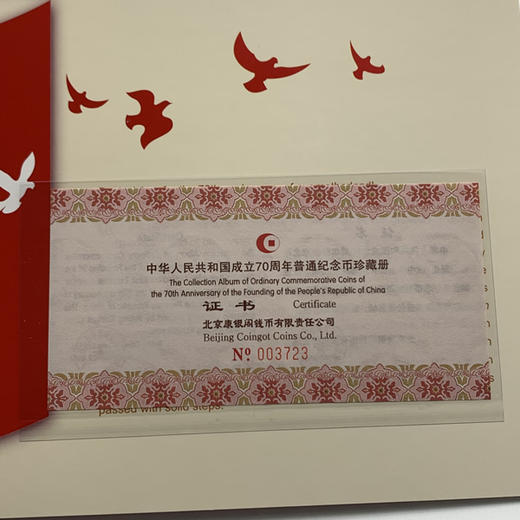 中华人民共和国成立70周年普通纪念币珍藏册
The Collection Album of Ordinary Commemorative Coins of
the 70th Anniversary of the Founding of the People's Republic of China
证 书 Certificate
北京康银阁钱币有限责任公司
Beijing Coingot Coins Co., Ltd.
No. 003723
passed with solid steps.